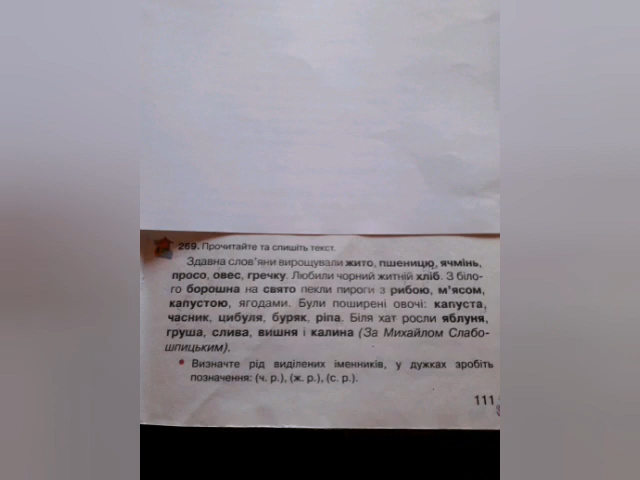 269. Прочитайте та спишіть текст.
Здавна слов'яни вирощували жито, пшеницю, ячмінь,
просо, овес, гречку. Любили чорний житній хліб. З біло-
го борошна на свято пекли пироги з рибою, м'ясом,
капустою, ягодами. Були поширені овочі: капуста,
часник, цибуля, буряк, ріпа. Біля хат росли яблуня,
груша, слива, вишня і калина (За Михайлом Слабо-
шпицьким).
• Визначте рід виділених іменників, у дужках зробіть
позначення: (ч. р.), (ж. р.), (с. р.).
111